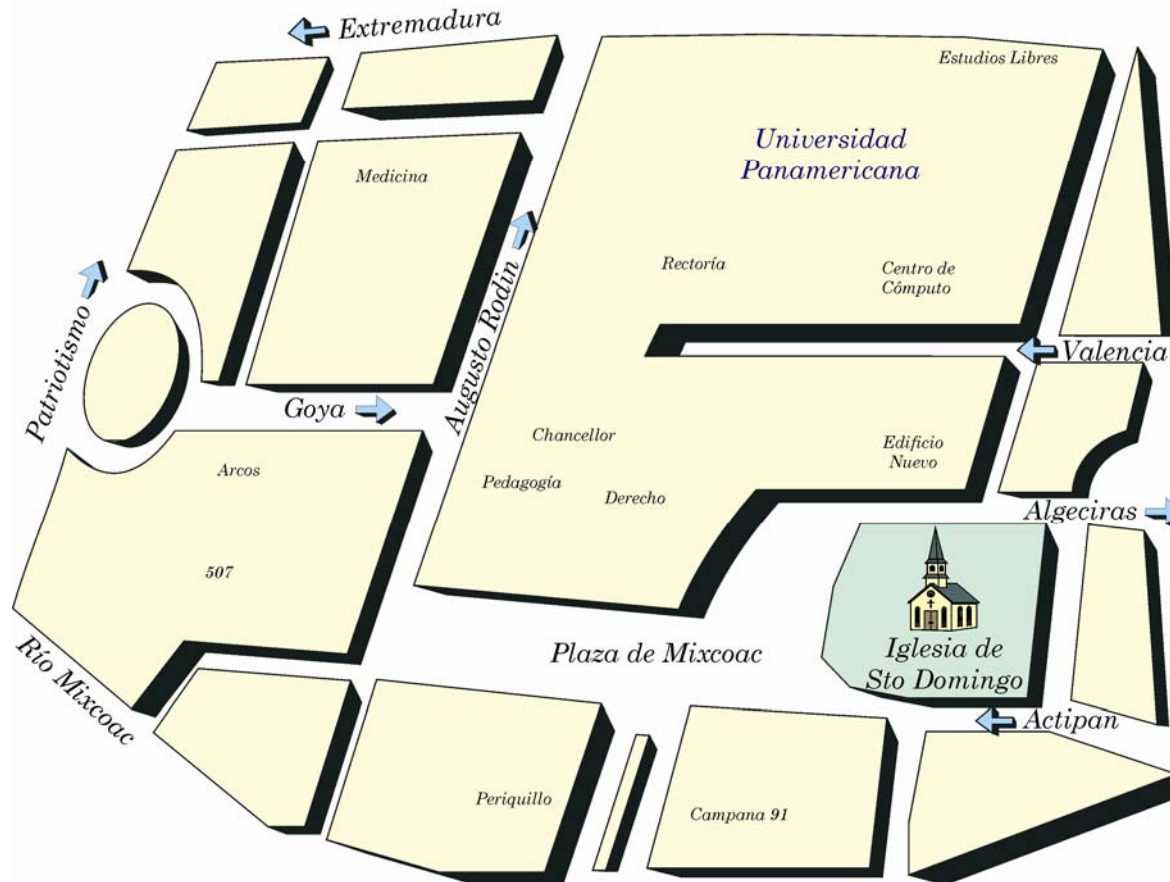 Extremadura
Estudios Libres
Universidad
Panamericana
Medicina
Rectoría
Centro de
Cómputo
Patriotismo
Augusto Rodin
Valencia
Goya
Chancellor
Edificio
Nuevo
Arcos
Pedagogía
Derecho
Algeciras
507
Plaza de Mixcoac
Iglesia de
Sto Domingo
Río Mixcoac
Actipan
Periquillo
Campana 91